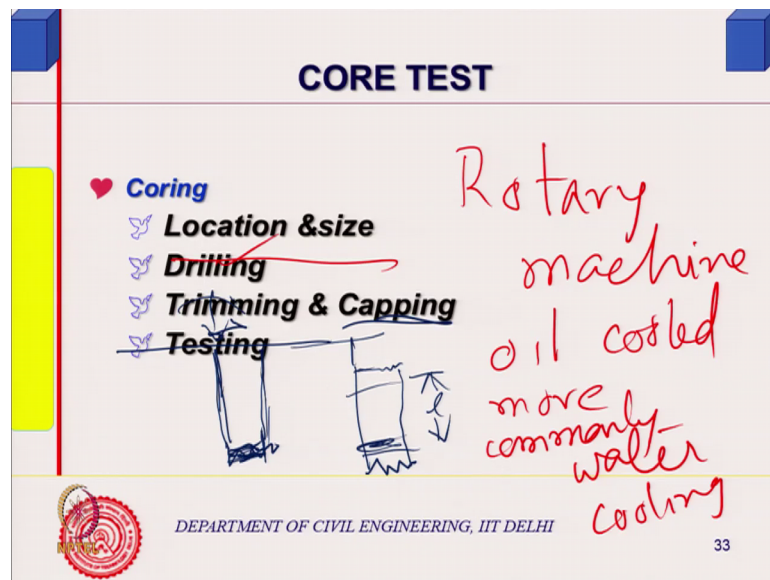 CORE TEST
Coring
Location &size
Drilling
Trimming & Capping
Testing
Rotary
machine
oil cooled
more
commonly
water
cooling
l
NPTEL
DEPARTMENT OF CIVIL ENGINEERING, IIT DELHI
33